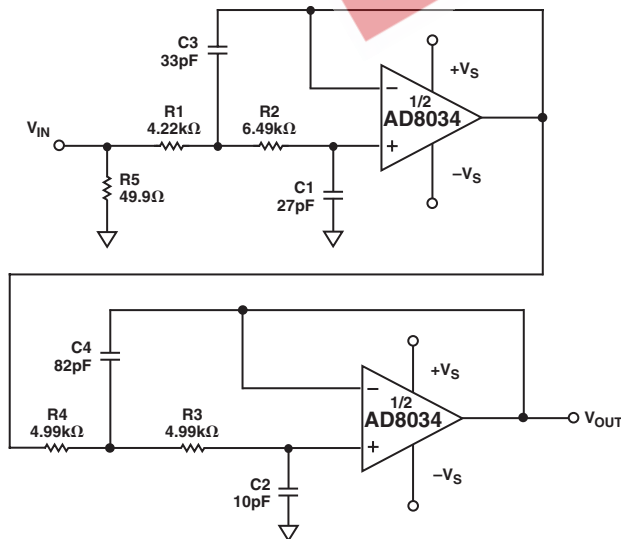 C3
33pF
+VS
1/2
AD8034
–
+
–VS
VIN
R1
4.22kΩ
R2
6.49kΩ
R5
49.9Ω
C1
27pF
C4
82pF
+VS
1/2
AD8034
–
+
–VS
VOUT
R4
4.99kΩ
R3
4.99kΩ
C2
10pF